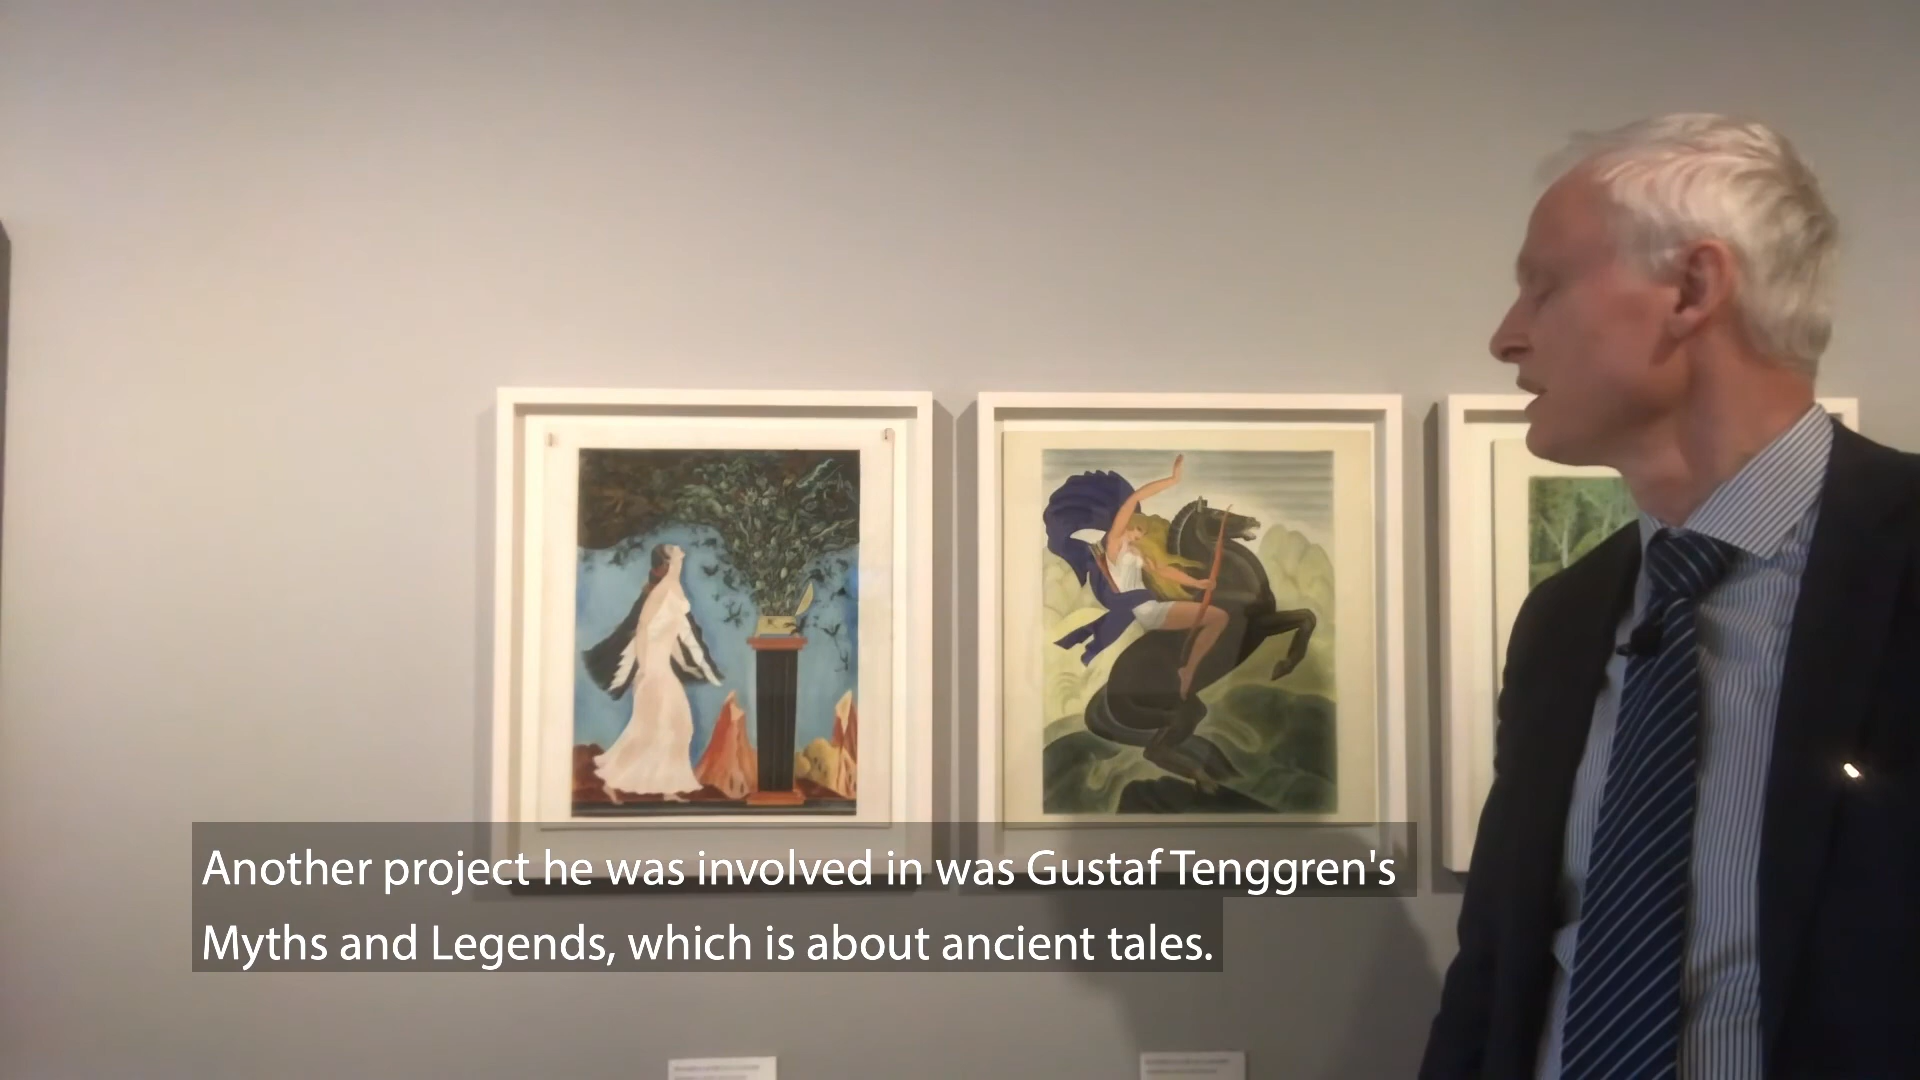 Another project he was involved in was Gustaf Tenggren's
Myths and Legends, which is about ancient tales.